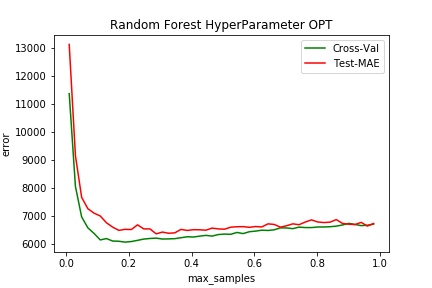 Random Forest HyperParameter OPT
Cross-Val
Test-MAE
13000
12000
11000
10000
9000
8000
7000
6000
error
0.0 0.2 0.4 0.6 0.8 1.0
max_samples